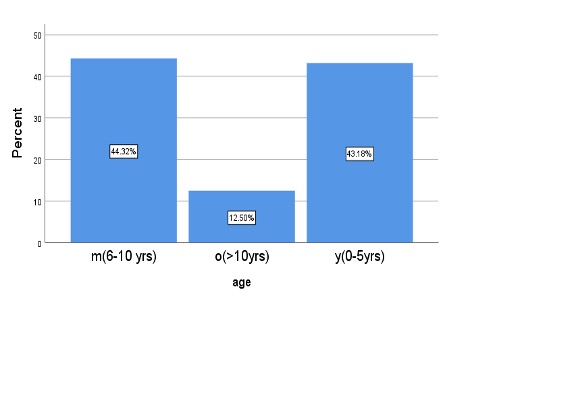 Percent
50
40
30
20
10
0
44.32%
12.50%
43.18%
m(6-10 yrs)
o(>10yrs)
y(0-5yrs)
age